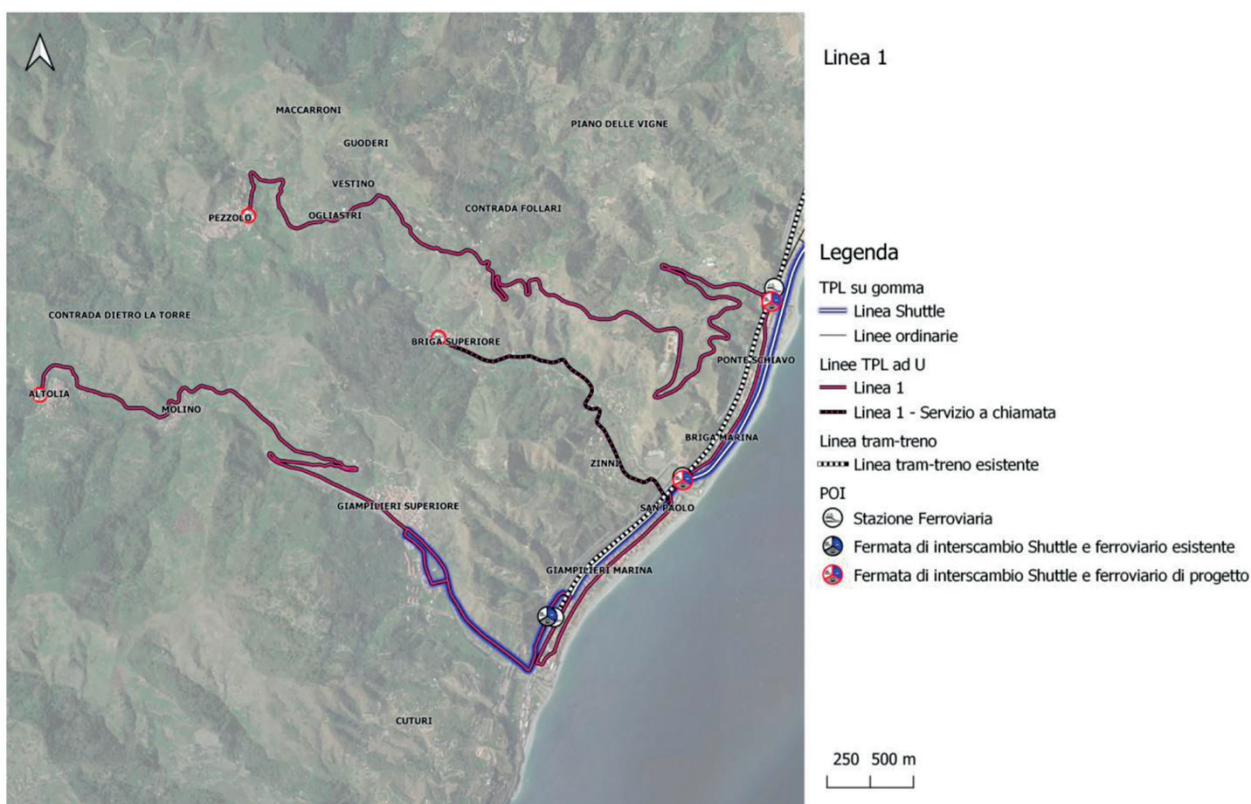 Linea 1
MACCARRONI
PIANO DELLE VIGNE
GUODERI
VESTINO
PEZZOLO
OGLIASTRI
CONTRADA FOLLARI
CONTRADA DIETRO LA TORRE
BRIGA SUPERIORE
PONTE SCHIAVO
ALTOLIA
MOLINO
BRIGA MARINA
ZINNI
GIAMPILIERI SUPERIORE
SAN PAOLO
GIAMPILIERI MARINA
CUTURI
Legenda
TPL su gomma
Linea Shuttle
Linee ordinarie
Linee TPL ad U
Linea 1
Linea 1 - Servizio a chiamata
Linea tram-treno
Linea tram-treno esistente
POI
Stazione Ferroviaria
Fermata di interscambio Shuttle e ferroviario esistente
Fermata di interscambio Shuttle e ferroviario di progetto
250 500 m